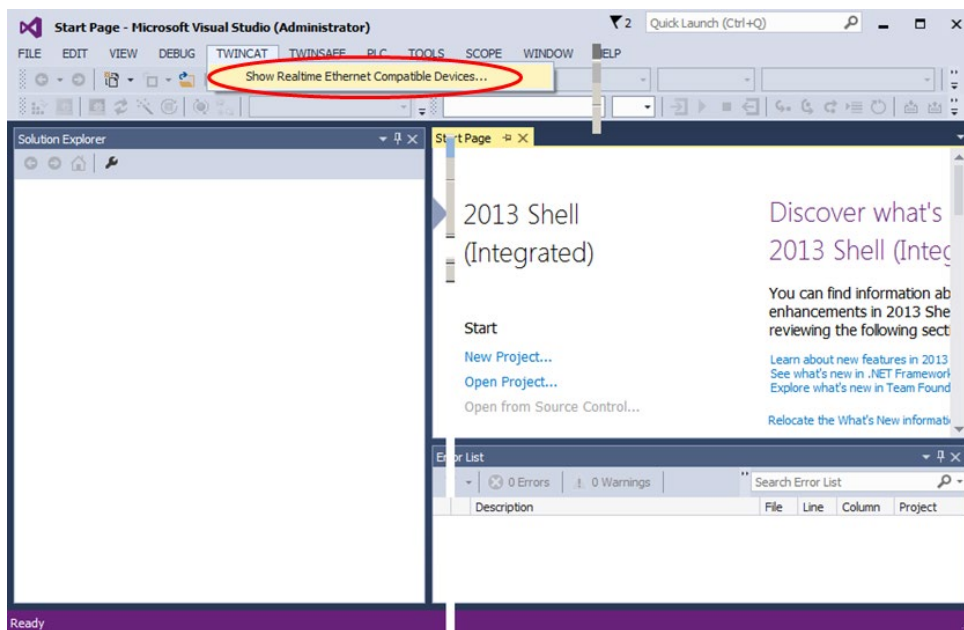 Start Page - Microsoft Visual Studio (Administrator)
2
Quick Launch (Ctrl+Q)
FILE EDIT VIEW DEBUG TWINCAT TWINSAFE PLC TOOLS SCOPE WINDOW HELP
Show Realtime Ethernet Compatible Devices...
Solution Explorer
Start Page
2013 Shell
(Integrated)
Start
New Project...
Open Project...
Open from Source Control...
Discover what's
2013 Shell (Integ
You can find information ab
enhancements in 2013 She
reviewing the following secti
Learn about new features in 2013
See what's new in .NET Framework
Explore what's new in Team Found
Relocate the What's New informati
Error List
0 Errors
0 Warnings
Search Error List
Description File Line Column Project
Ready